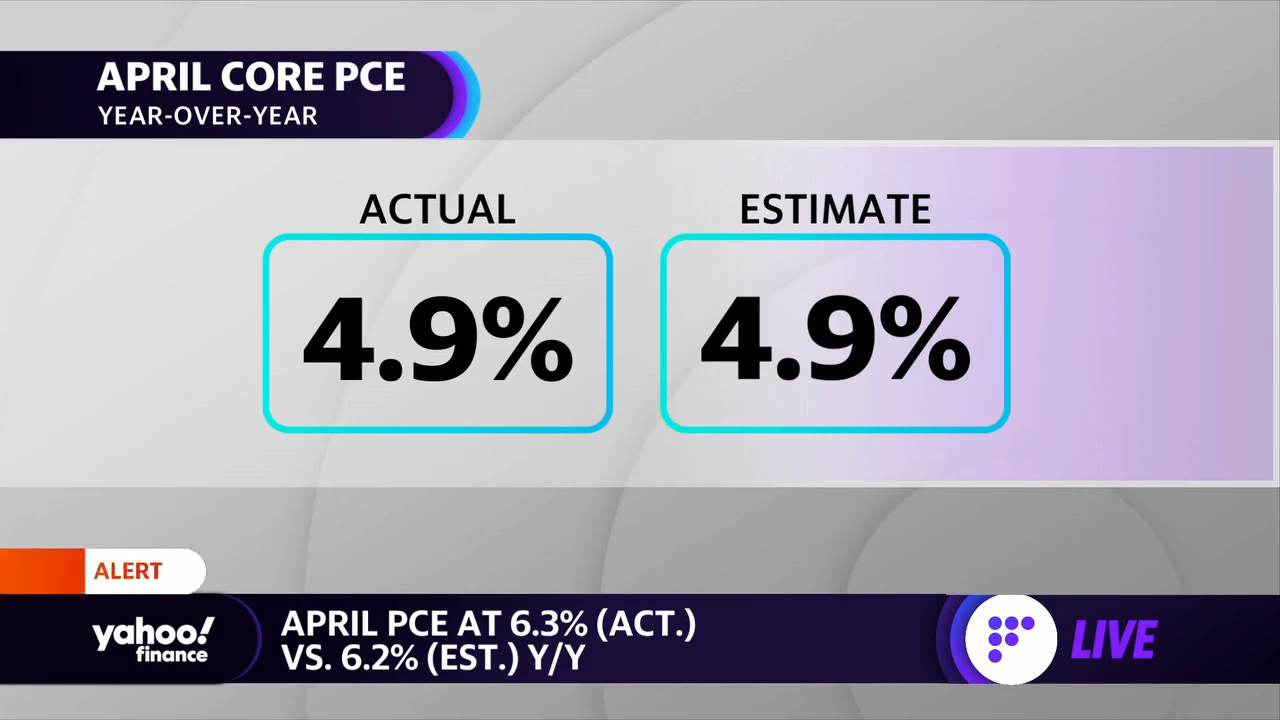 APRIL CORE PCE
YEAR-OVER-YEAR
ACTUAL
ESTIMATE
4.9%
4.9%
ALERT
yahoo!
finance
APRIL PCE AT 6.3% (ACT.)
VS. 6.2% (EST.) Y/Y
LIVE